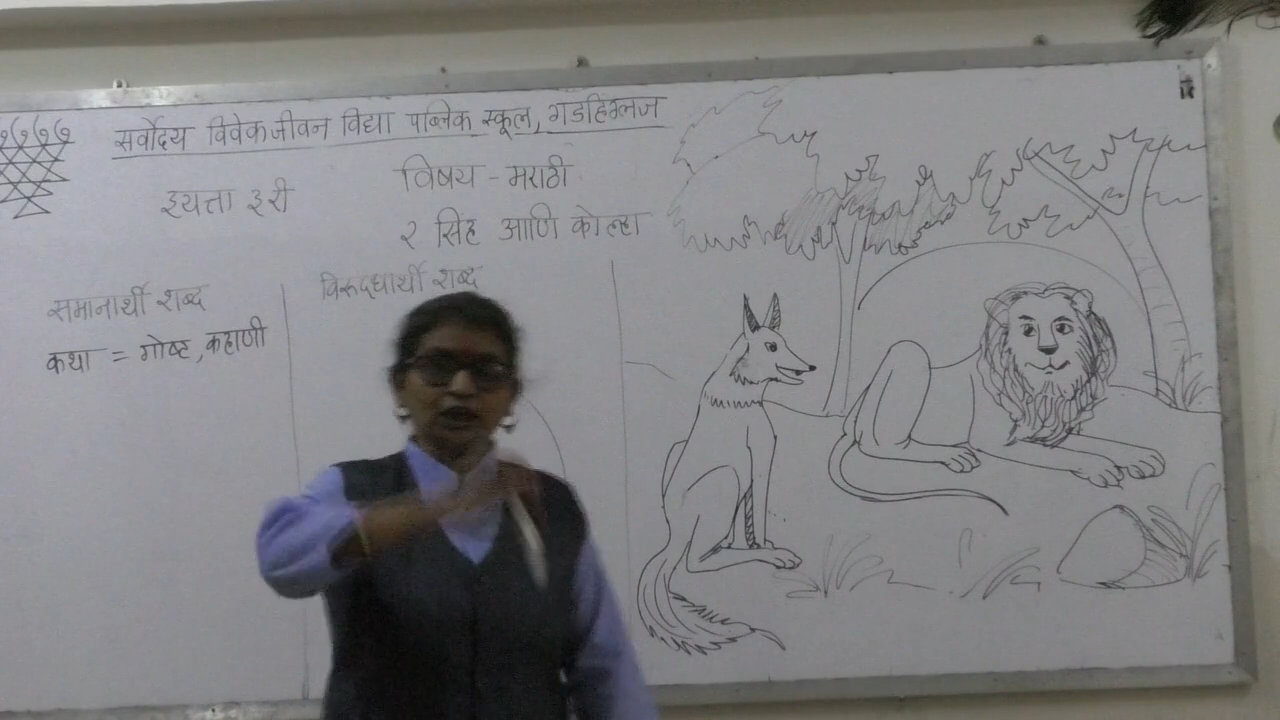 सर्वोदय विवेकजीवन विद्या पब्लिक स्कूल, गडहिंग्लज
इयत्ता ३री
विषय - मराठी
२ सिंह आणि कोल्हा
समानार्थी शब्द
विरूद्धार्थी शब्द
कथा = गोष्ट, कहाणी